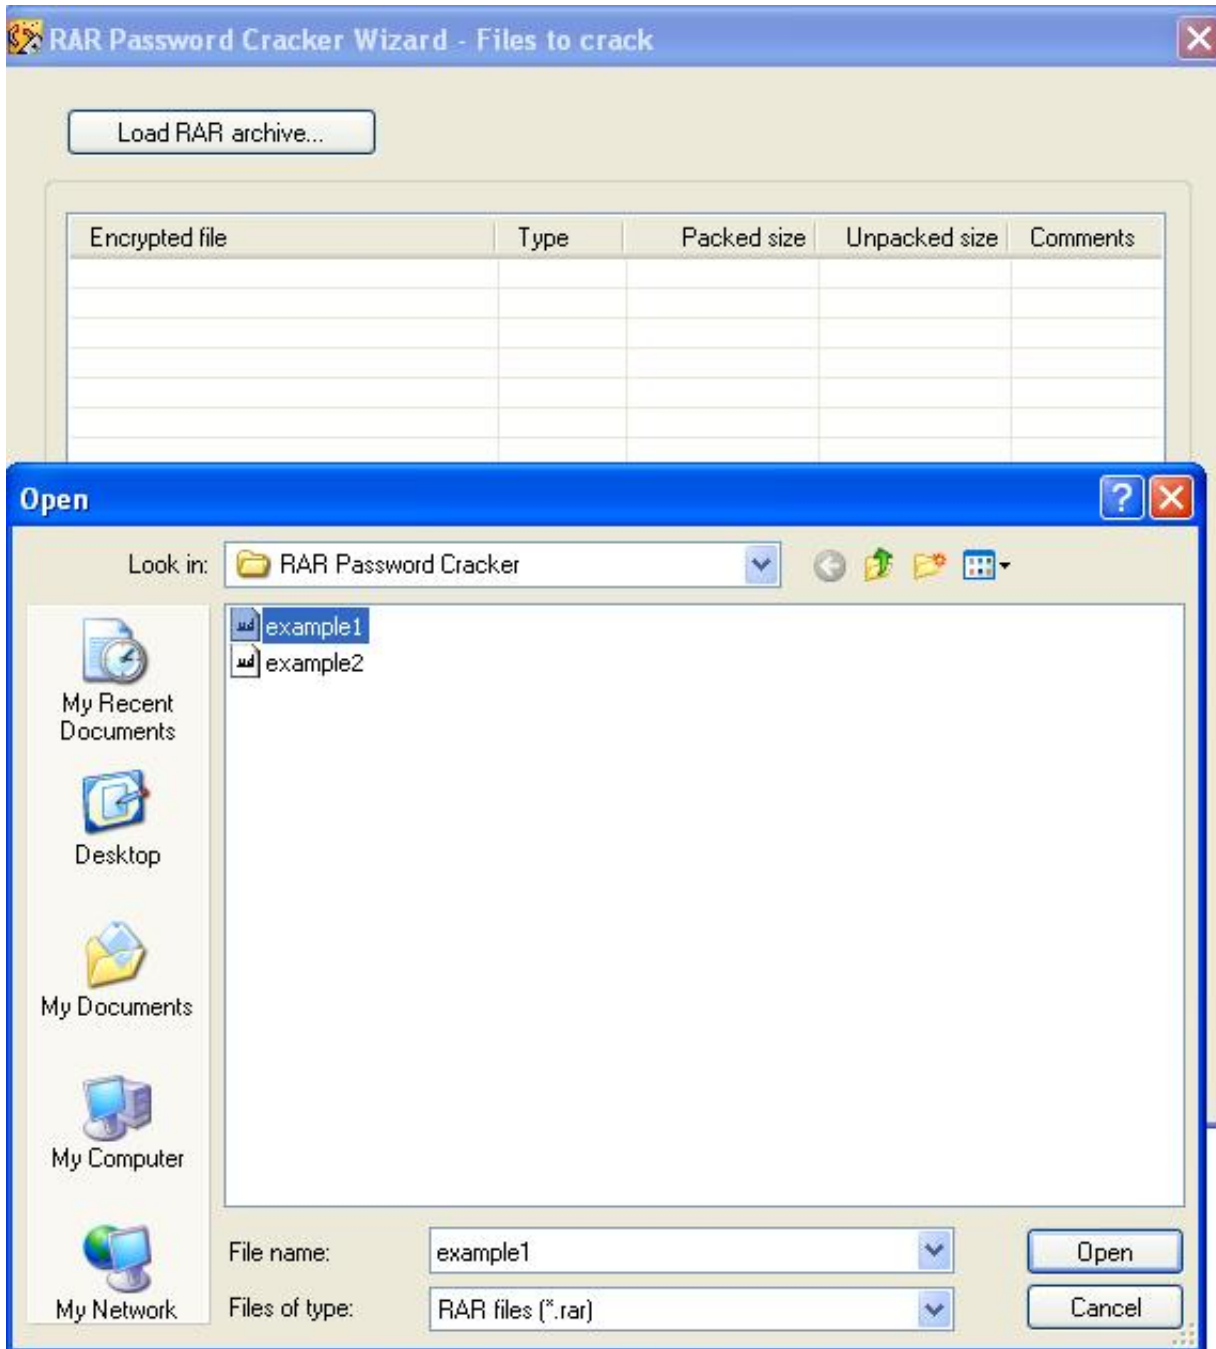 RAR Password Cracker Wizard - Files to crack
Load RAR archive...
Encrypted file Type Packed size Unpacked size Comments
Open
Look in: RAR Password Cracker
example1
example2
My Recent
Documents
Desktop
My Documents
My Computer
My Network
File name: example1 Open
Files of type: RAR files (*.rar) Cancel